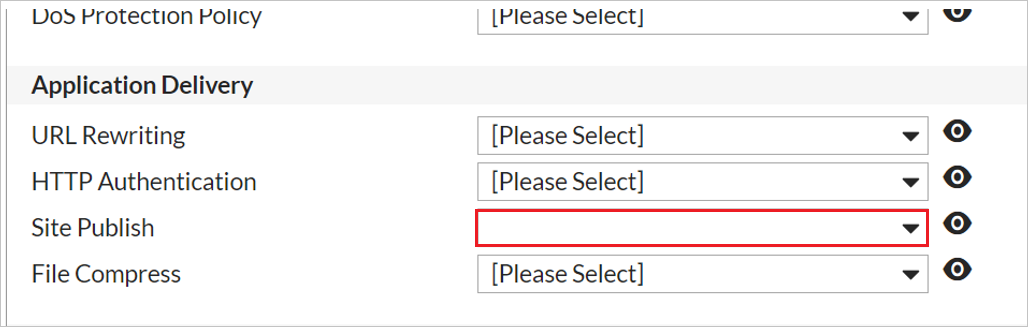 DoS Protection Policy [Please Select]
Application Delivery
URL Rewriting [Please Select]
HTTP Authentication [Please Select]
Site Publish
File Compress [Please Select]